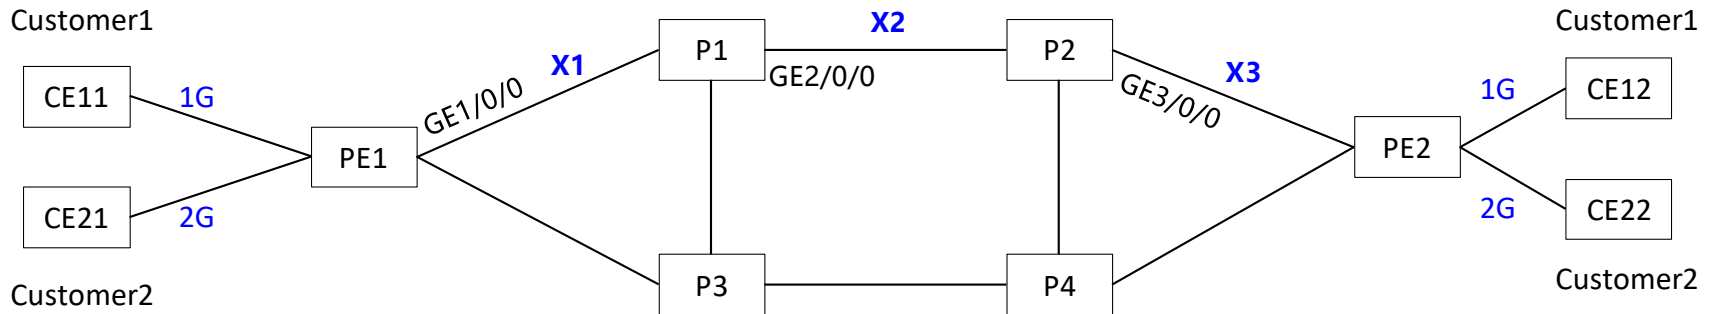 Customer1
Customer1
X2
P1
P2
X1
X3
GE2/0/0
CE11
1G
GE1/0/0
GE3/0/0
1G
CE12
PE1
PE2
CE21
2G
2G
CE22
Customer2
P3
P4
Customer2